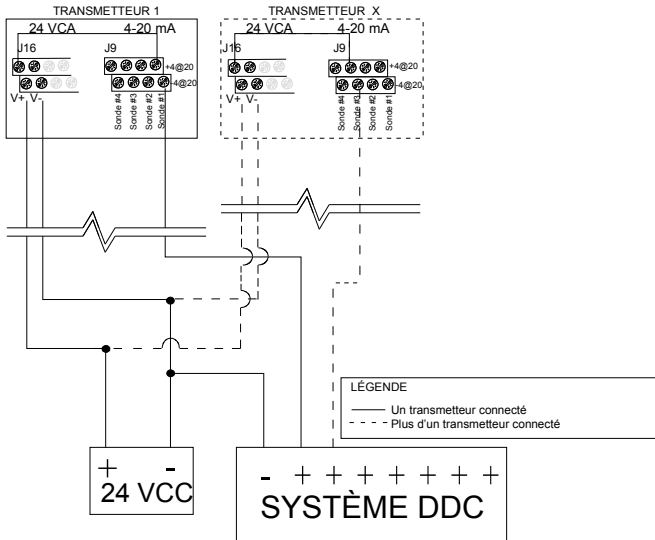 TRANSMETTEUR 1
24 VCA 4-20 mA
J16 J9
+4@20
-4@20
V+ V-
Sonde #4
Sonde #3
Sonde #2
Sonde #1
TRANSMETTEUR X
24 VCA 4-20 mA
J16 J9
+4@20
-4@20
V+ V-
Sonde #4
Sonde #3
Sonde #2
Sonde #1
LÉGENDE
Un transmetteur connecté
Plus d'un transmetteur connecté
+ -
24 VCC
- + + + + + + +
SYSTÈME DDC